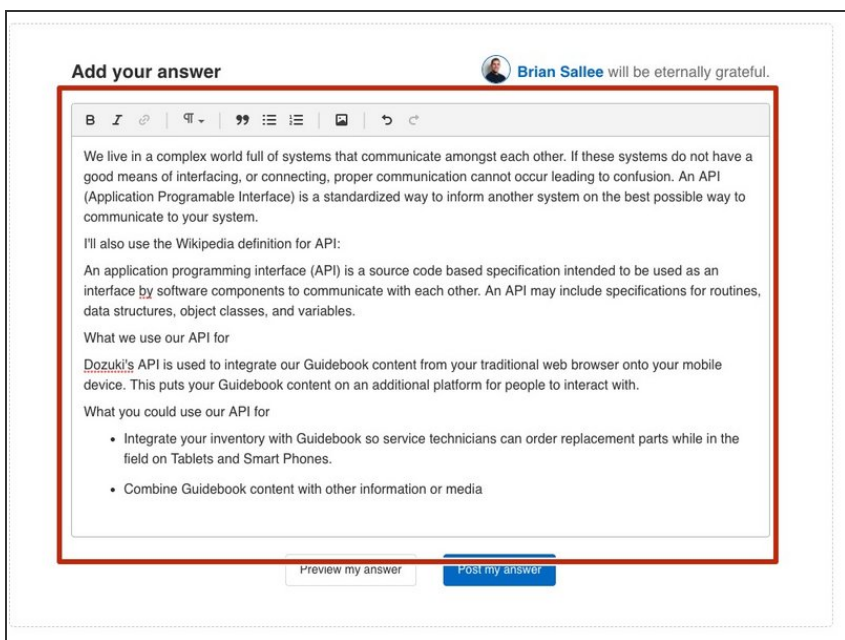 Add your answer
Brian Sallee will be eternally grateful.
B I
We live in a complex world full of systems that communicate amongst each other. If these systems do not have a
good means of interfacing, or connecting, proper communication cannot occur leading to confusion. An API
(Application Programable Interface) is a standardized way to inform another system on the best possible way to
communicate to your system.
I'll also use the Wikipedia definition for API:
An application programming interface (API) is a source code based specification intended to be used as an
interface by software components to communicate with each other. An API may include specifications for routines,
data structures, object classes, and variables.
What we use our API for
Dozuki's API is used to integrate our Guidebook content from your traditional web browser onto your mobile
device. This puts your Guidebook content on an additional platform for people to interact with.
What you could use our API for
• Integrate your inventory with Guidebook so service technicians can order replacement parts while in the
field on Tablets and Smart Phones.
• Combine Guidebook content with other information or media
Preview my answer
Post my answer